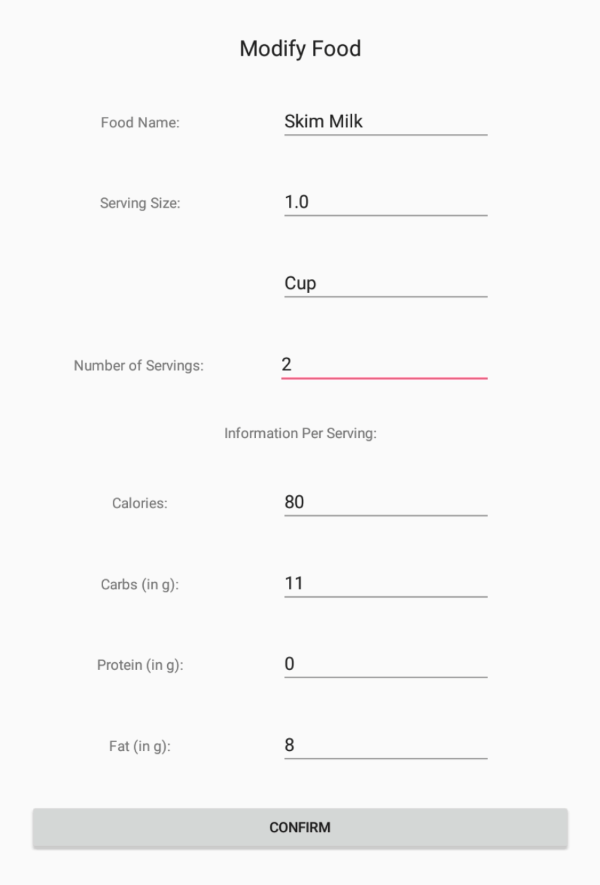 Modify Food
Food Name: Skim Milk
Serving Size: 1.0
Cup
Number of Servings: 2
Information Per Serving:
Calories: 80
Carbs (in g): 11
Protein (in g): 0
Fat (in g): 8
CONFIRM